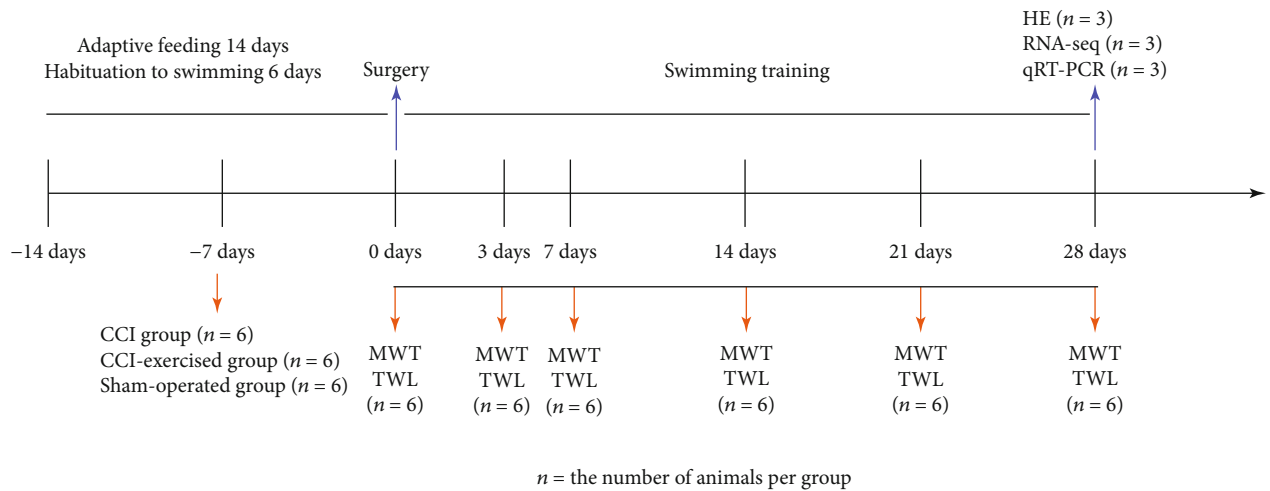 Adaptive feeding 14 days
Habituation to swimming 6 days
Surgery
Swimming training
HE (n = 3)
RNA-seq (n = 3)
qRT-PCR (n = 3)
−14 days
−7 days
0 days
3 days
7 days
14 days
21 days
28 days
CCI group (n = 6)
CCI-exercised group (n = 6)
Sham-operated group (n = 6)
MWT
TWL
(n = 6)
MWT
TWL
(n = 6)
MWT
TWL
(n = 6)
MWT
TWL
(n = 6)
MWT
TWL
(n = 6)
MWT
TWL
(n = 6)
n = the number of animals per group